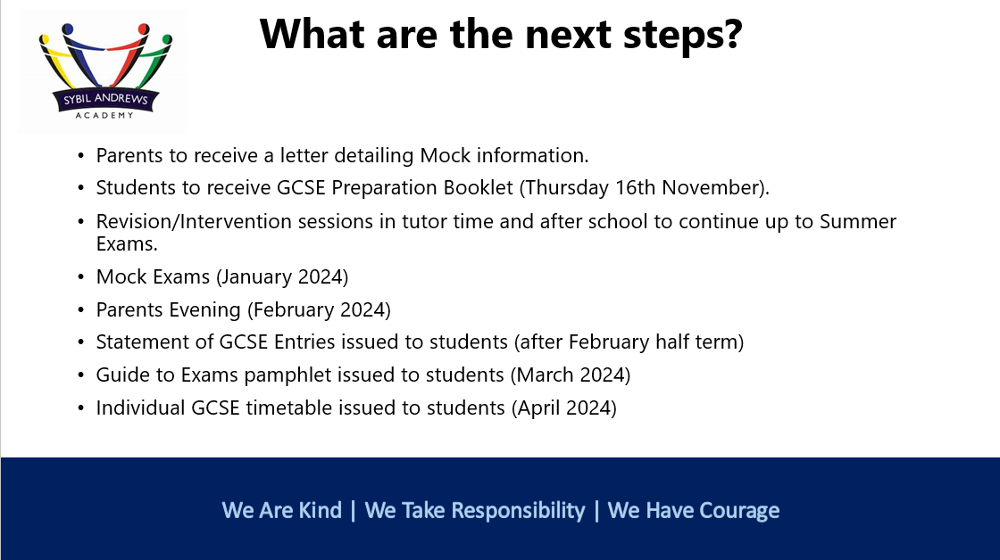 SYBIL ANDREWS
ACADEMY
What are the next steps?
• Parents to receive a letter detailing Mock information.
• Students to receive GCSE Preparation Booklet (Thursday 16th November).
• Revision/Intervention sessions in tutor time and after school to continue up to Summer
Exams.
• Mock Exams (January 2024)
• Parents Evening (February 2024)
• Statement of GCSE Entries issued to students (after February half term)
• Guide to Exams pamphlet issued to students (March 2024)
• Individual GCSE timetable issued to students (April 2024)
We Are Kind | We Take Responsibility | We Have Courage